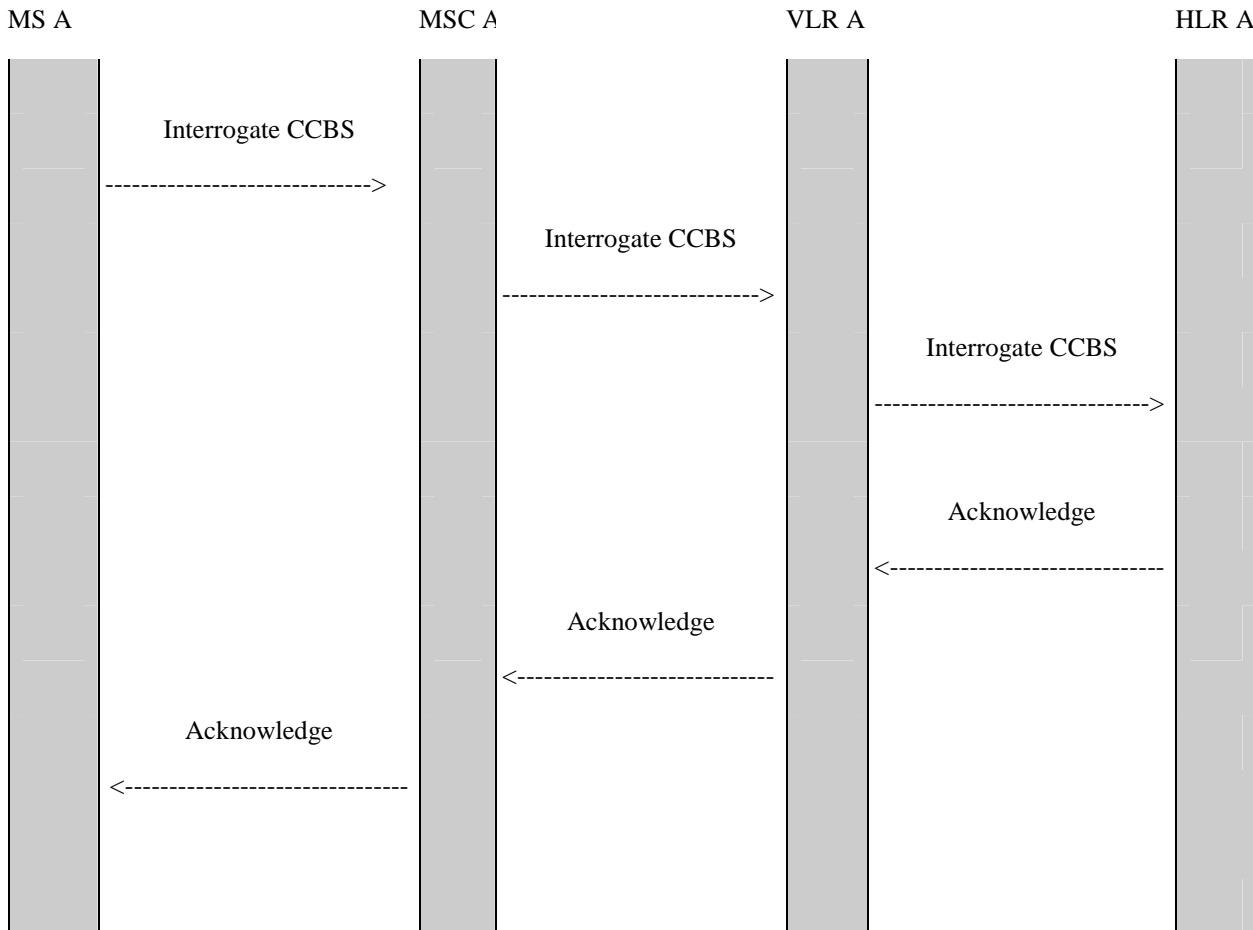 MS A MSC A VLR A HLR A
Interrogate CCBS
Interrogate CCBS
Interrogate CCBS
Acknowledge
Acknowledge
Acknowledge